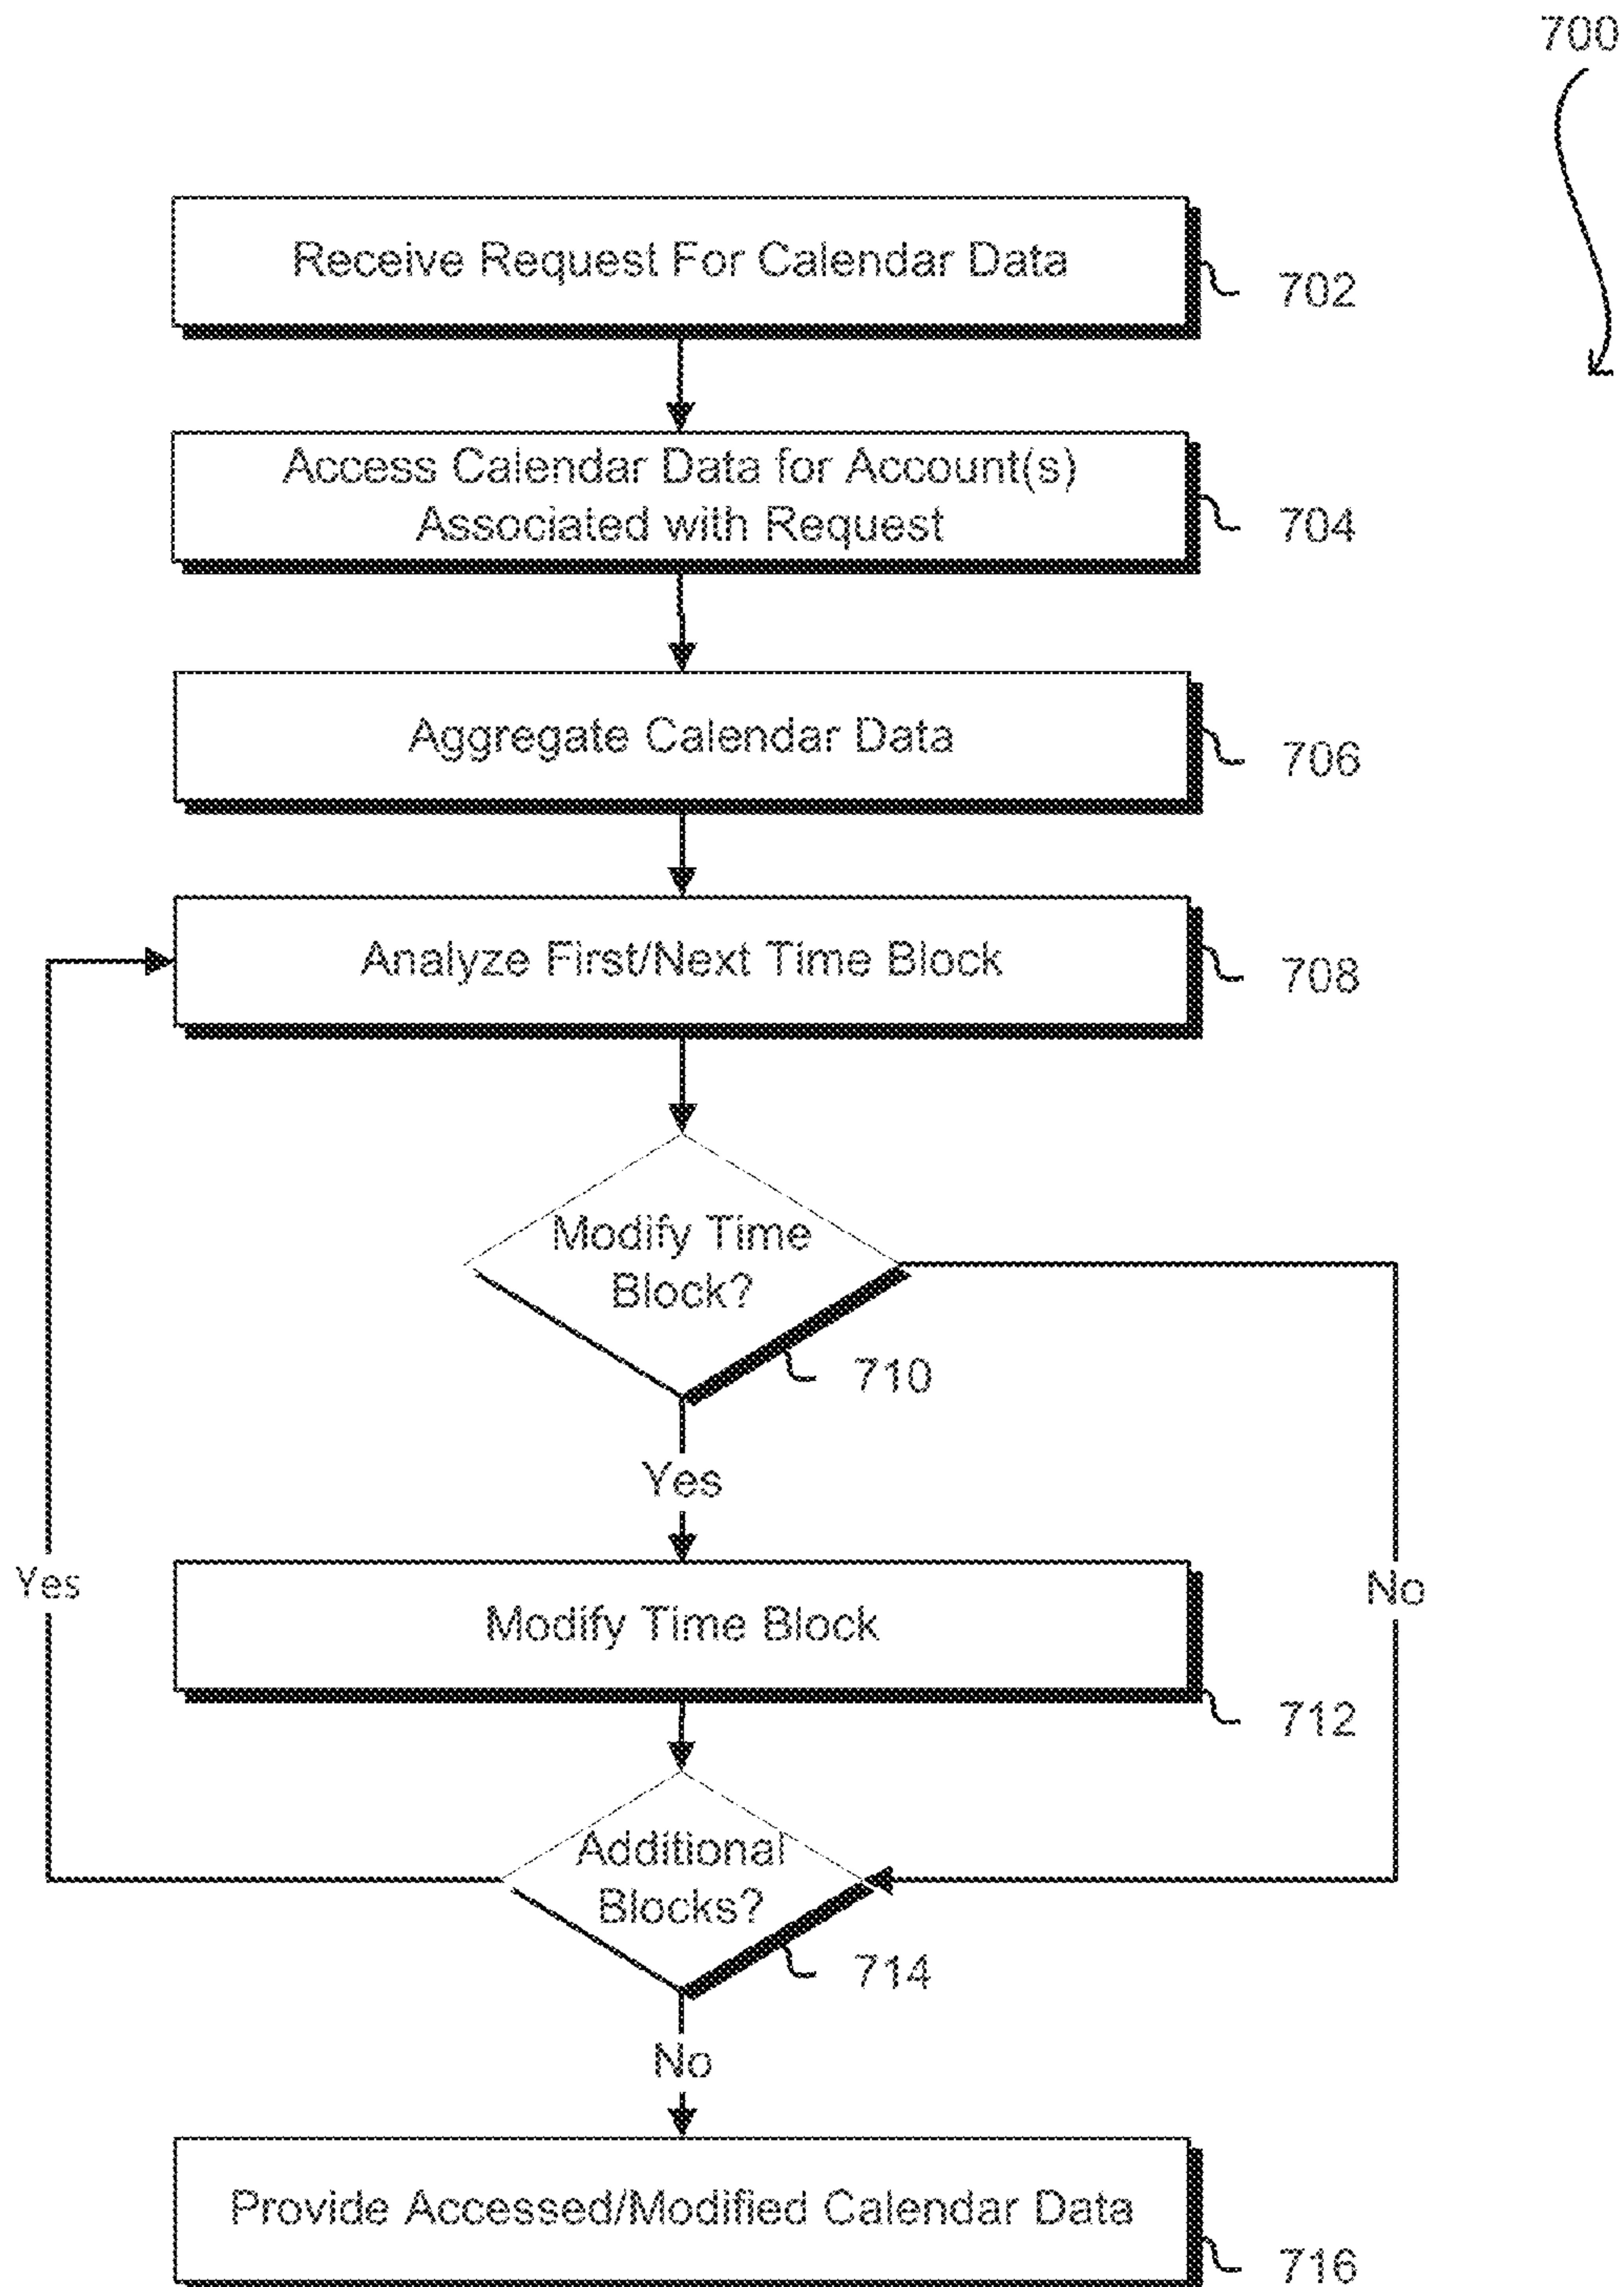 700
Receive Request For Calendar Data
702
Access Calendar Data for Account(s)
Associated with Request
704
Aggregate Calendar Data
706
Analyze First/Next Time Block
708
Modify Time
Block?
710
Yes
Yes
No
Modify Time Block
712
Additional
Blocks?
714
No
Provide Accessed/Modified Calendar Data
716